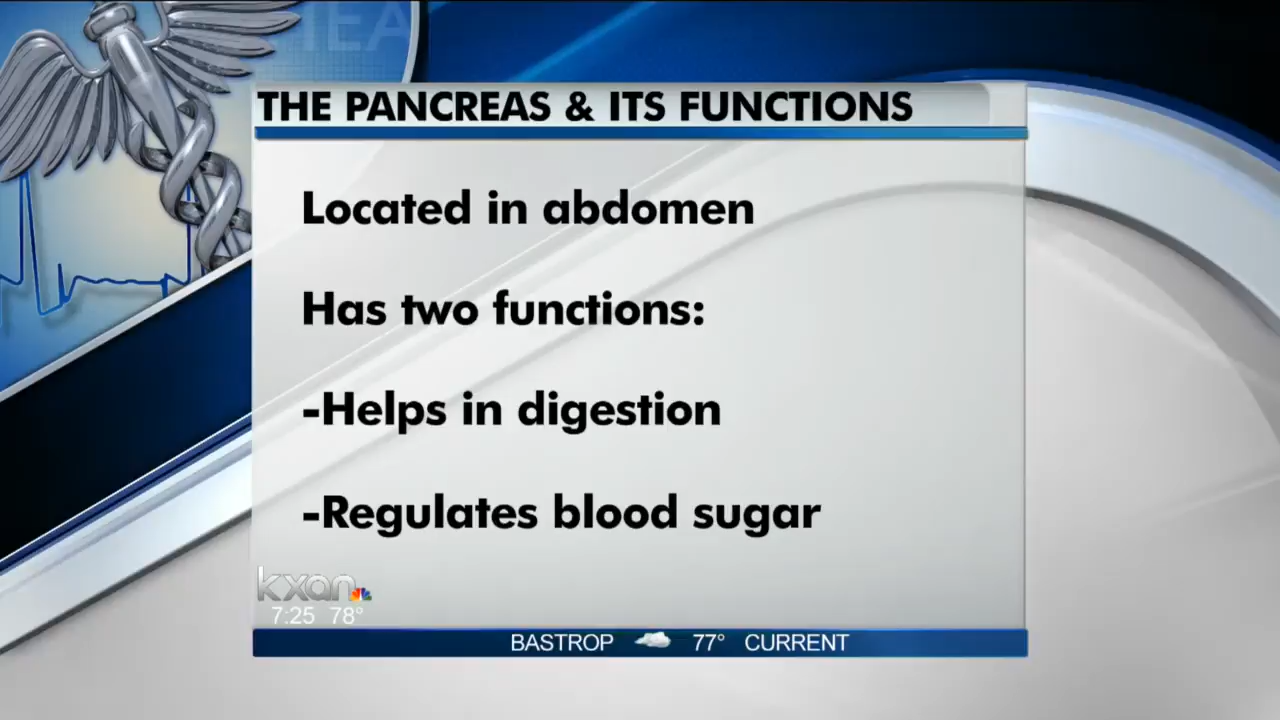 HEA
THE PANCREAS & ITS FUNCTIONS
Located in abdomen
Has two functions:
-Helps in digestion
-Regulates blood sugar
kxan
7:25 78°
BASTROP 77° CURRENT